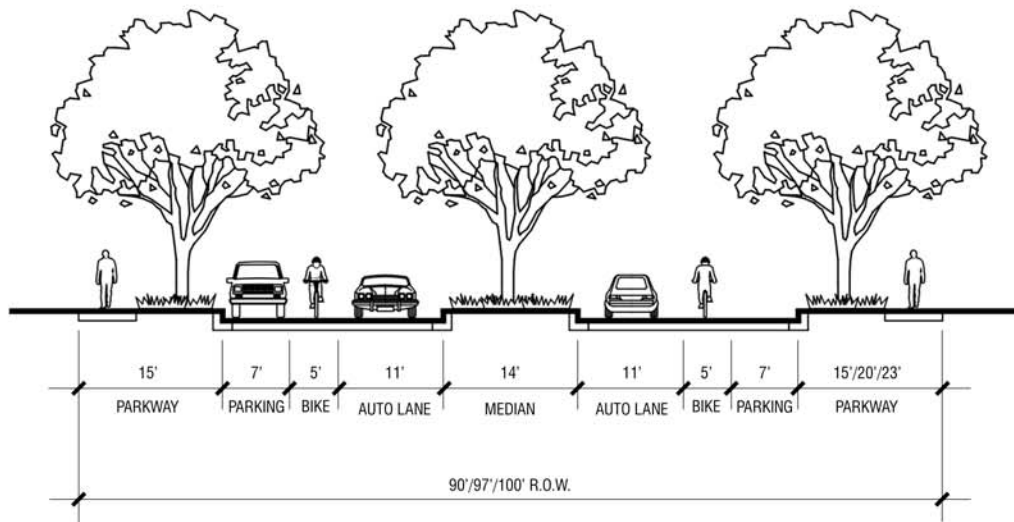 15' 7' 5' 11' 14' 11' 5' 7' 15'/20'/23'
PARKWAY PARKING BIKE AUTO LANE MEDIAN AUTO LANE BIKE PARKING PARKWAY
90'/97'/100' R.O.W.